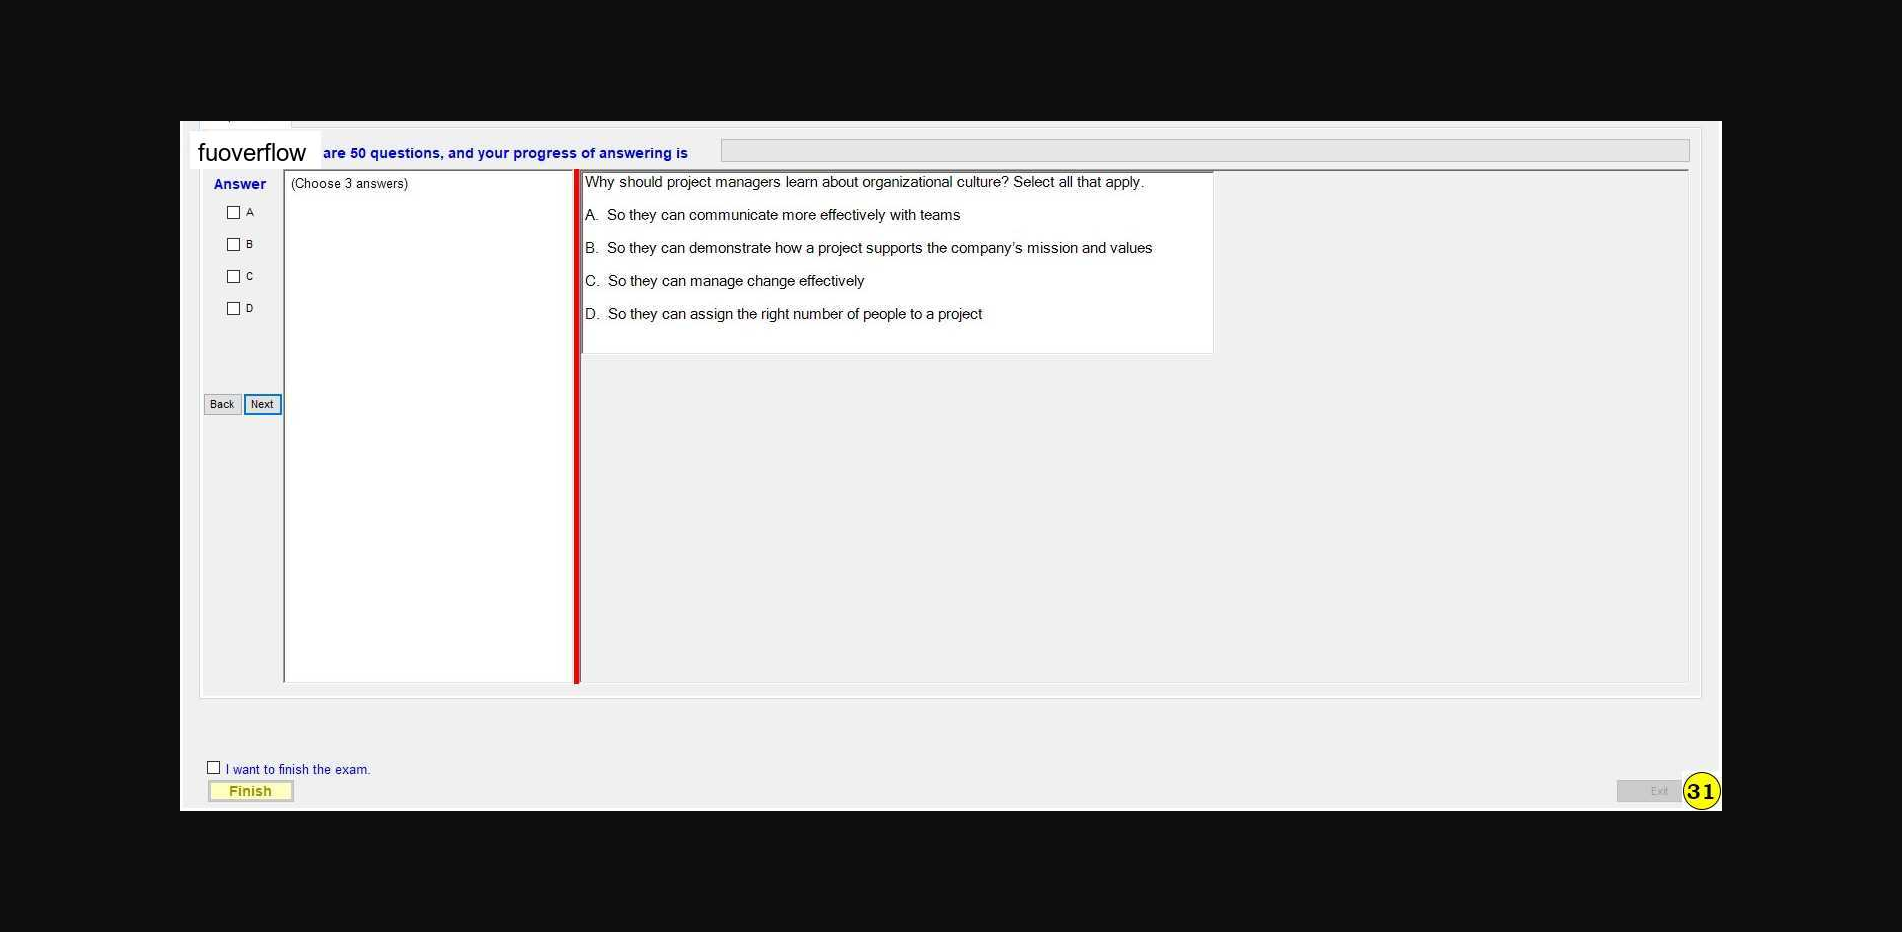 fuoverflow are 50 questions, and your progress of answering is
Answer
(Choose 3 answers)
A
B
C
D
Back Next
Why should project managers learn about organizational culture? Select all that apply.
A. So they can communicate more effectively with teams
B. So they can demonstrate how a project supports the company's mission and values
C. So they can manage change effectively
D. So they can assign the right number of people to a project
I want to finish the exam.
Finish
Exit
31